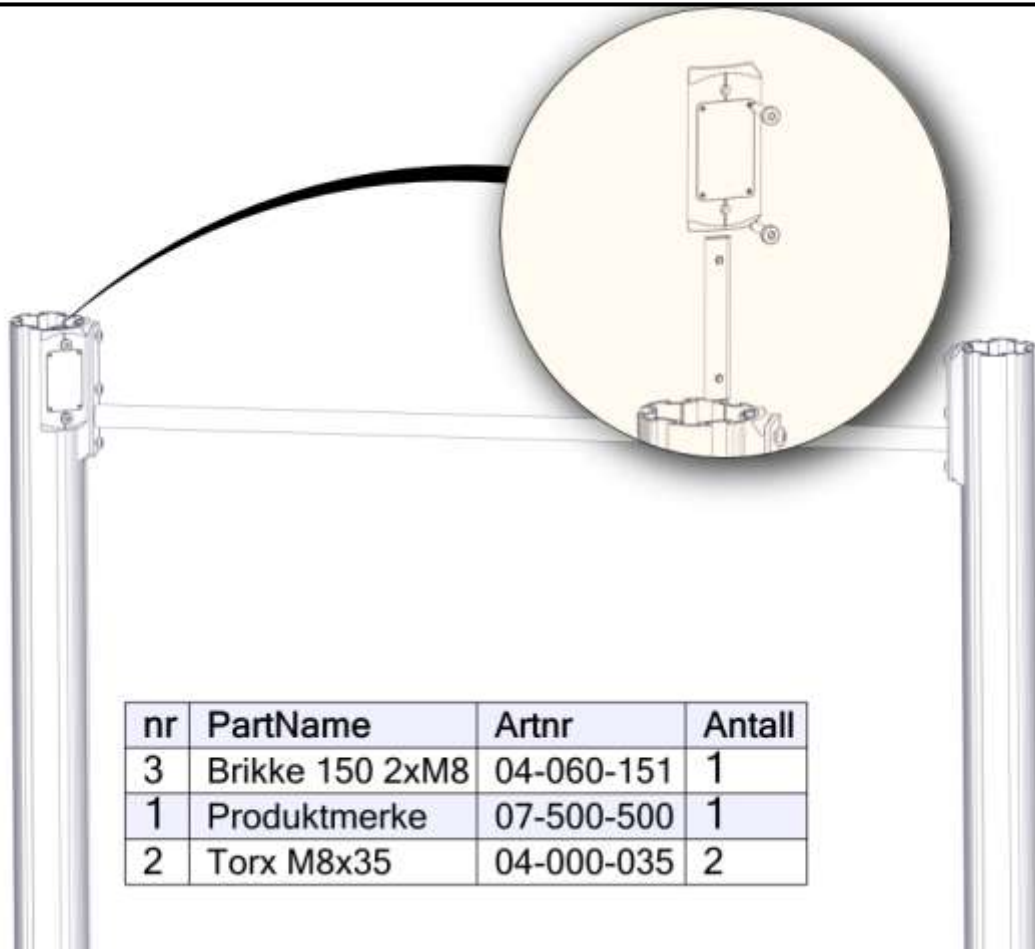 nr PartName Artnr Antall
3 Brikke 150 2xM8 04-060-151 1
1 Produktmerke 07-500-500 1
2 Torx M8x35 04-000-035 2